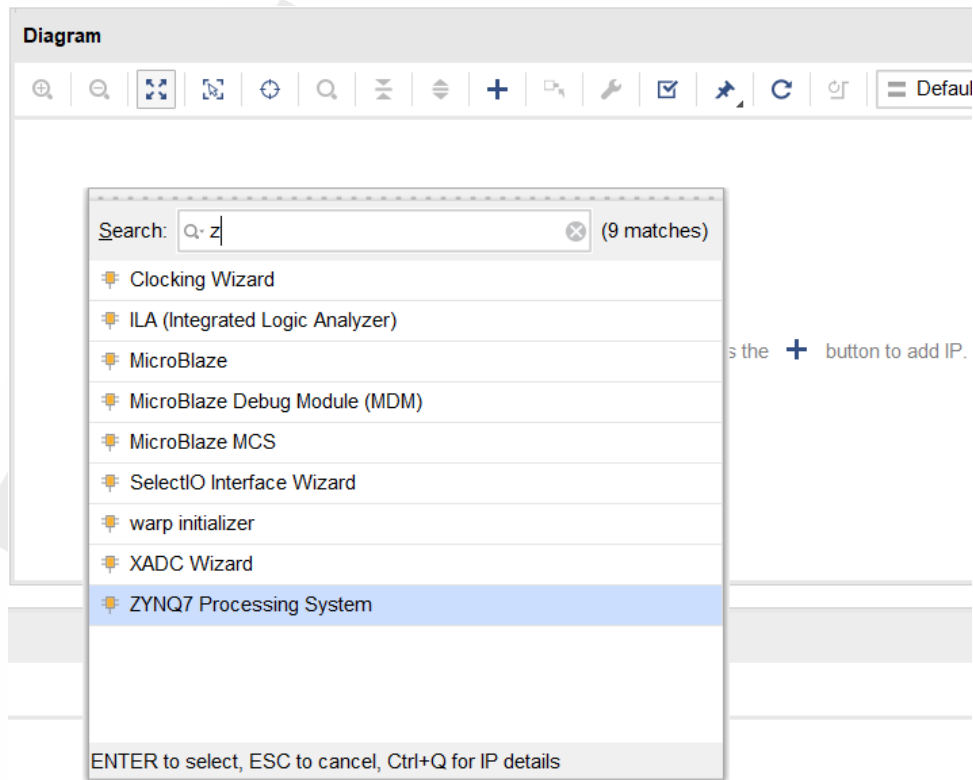 Diagram
Defaul
Search: z (9 matches)
Clocking Wizard
ILA (Integrated Logic Analyzer)
MicroBlaze
s the + button to add IP.
MicroBlaze Debug Module (MDM)
MicroBlaze MCS
SelectIO Interface Wizard
warp initializer
XADC Wizard
ZYNQ7 Processing System
ENTER to select, ESC to cancel, Ctrl+Q for IP details